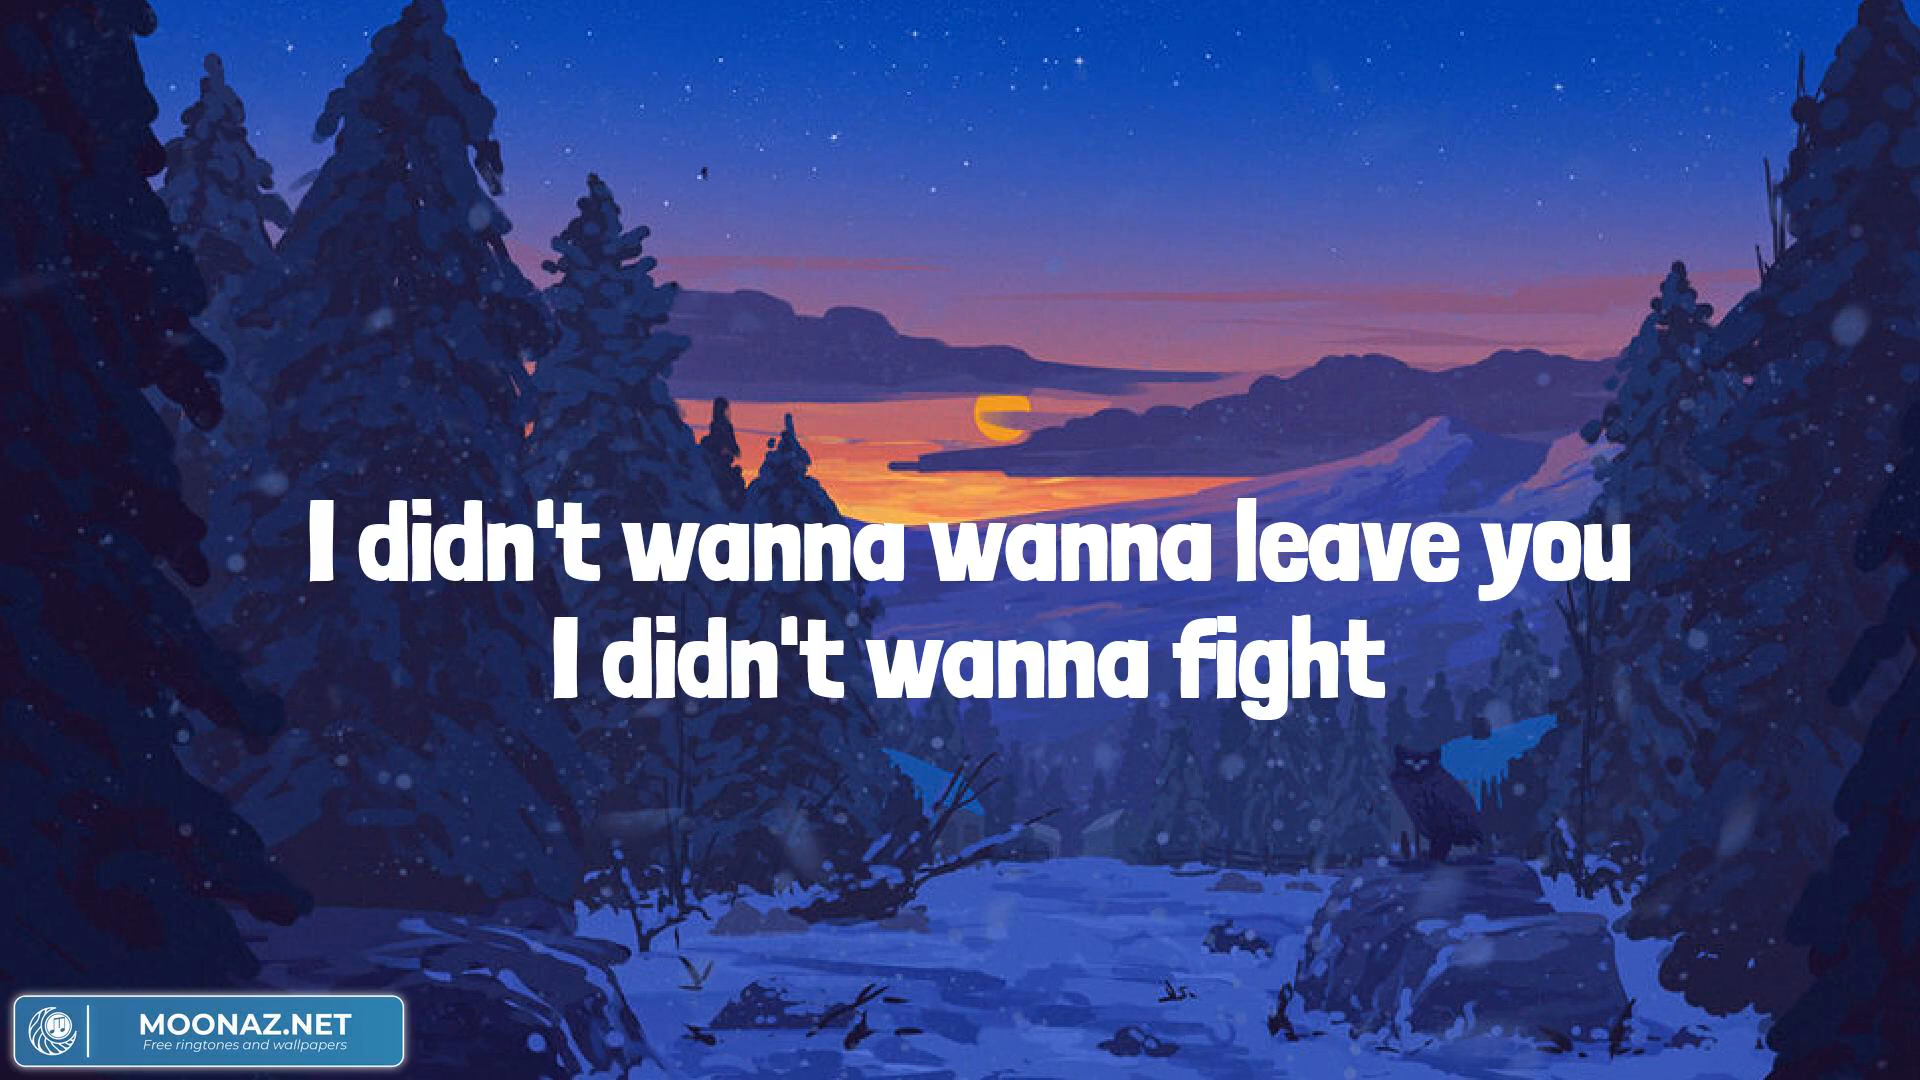 I didn't wanna wanna leave you
I didn't wanna fight
MOONAZ.NET
Free ringtones and wallpapers